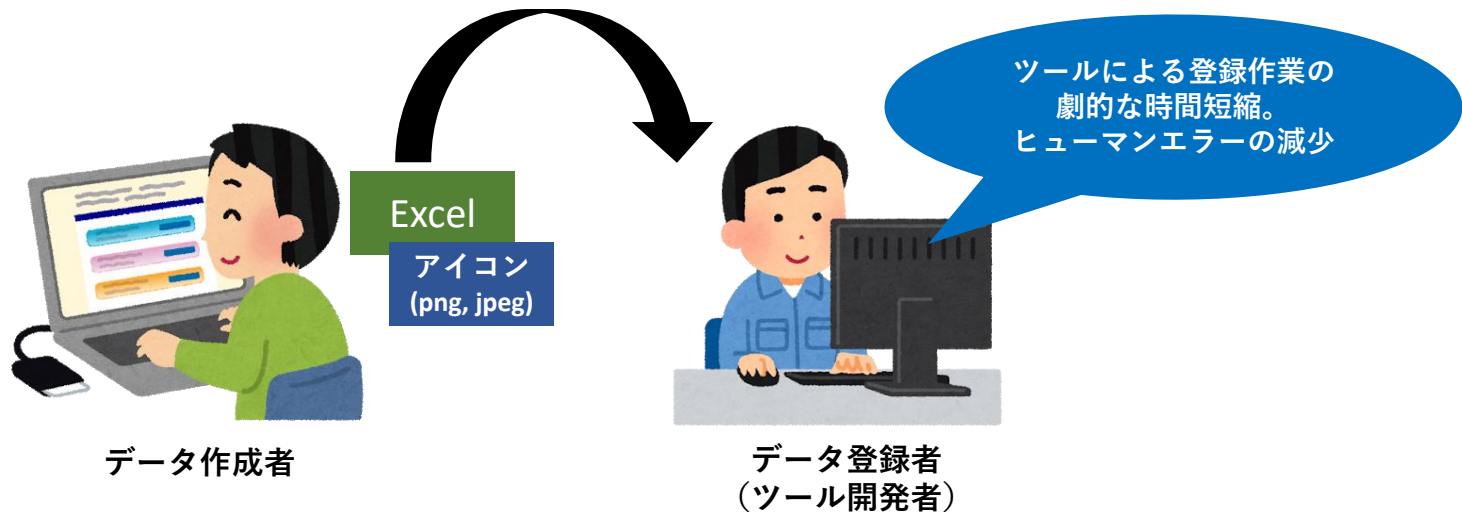 ツールによる登録作業の
劇的な時間短縮。
ヒューマンエラーの減少
Excel
アイコン
(png, jpeg)
データ作成者
データ登録者
（ツール開発者）